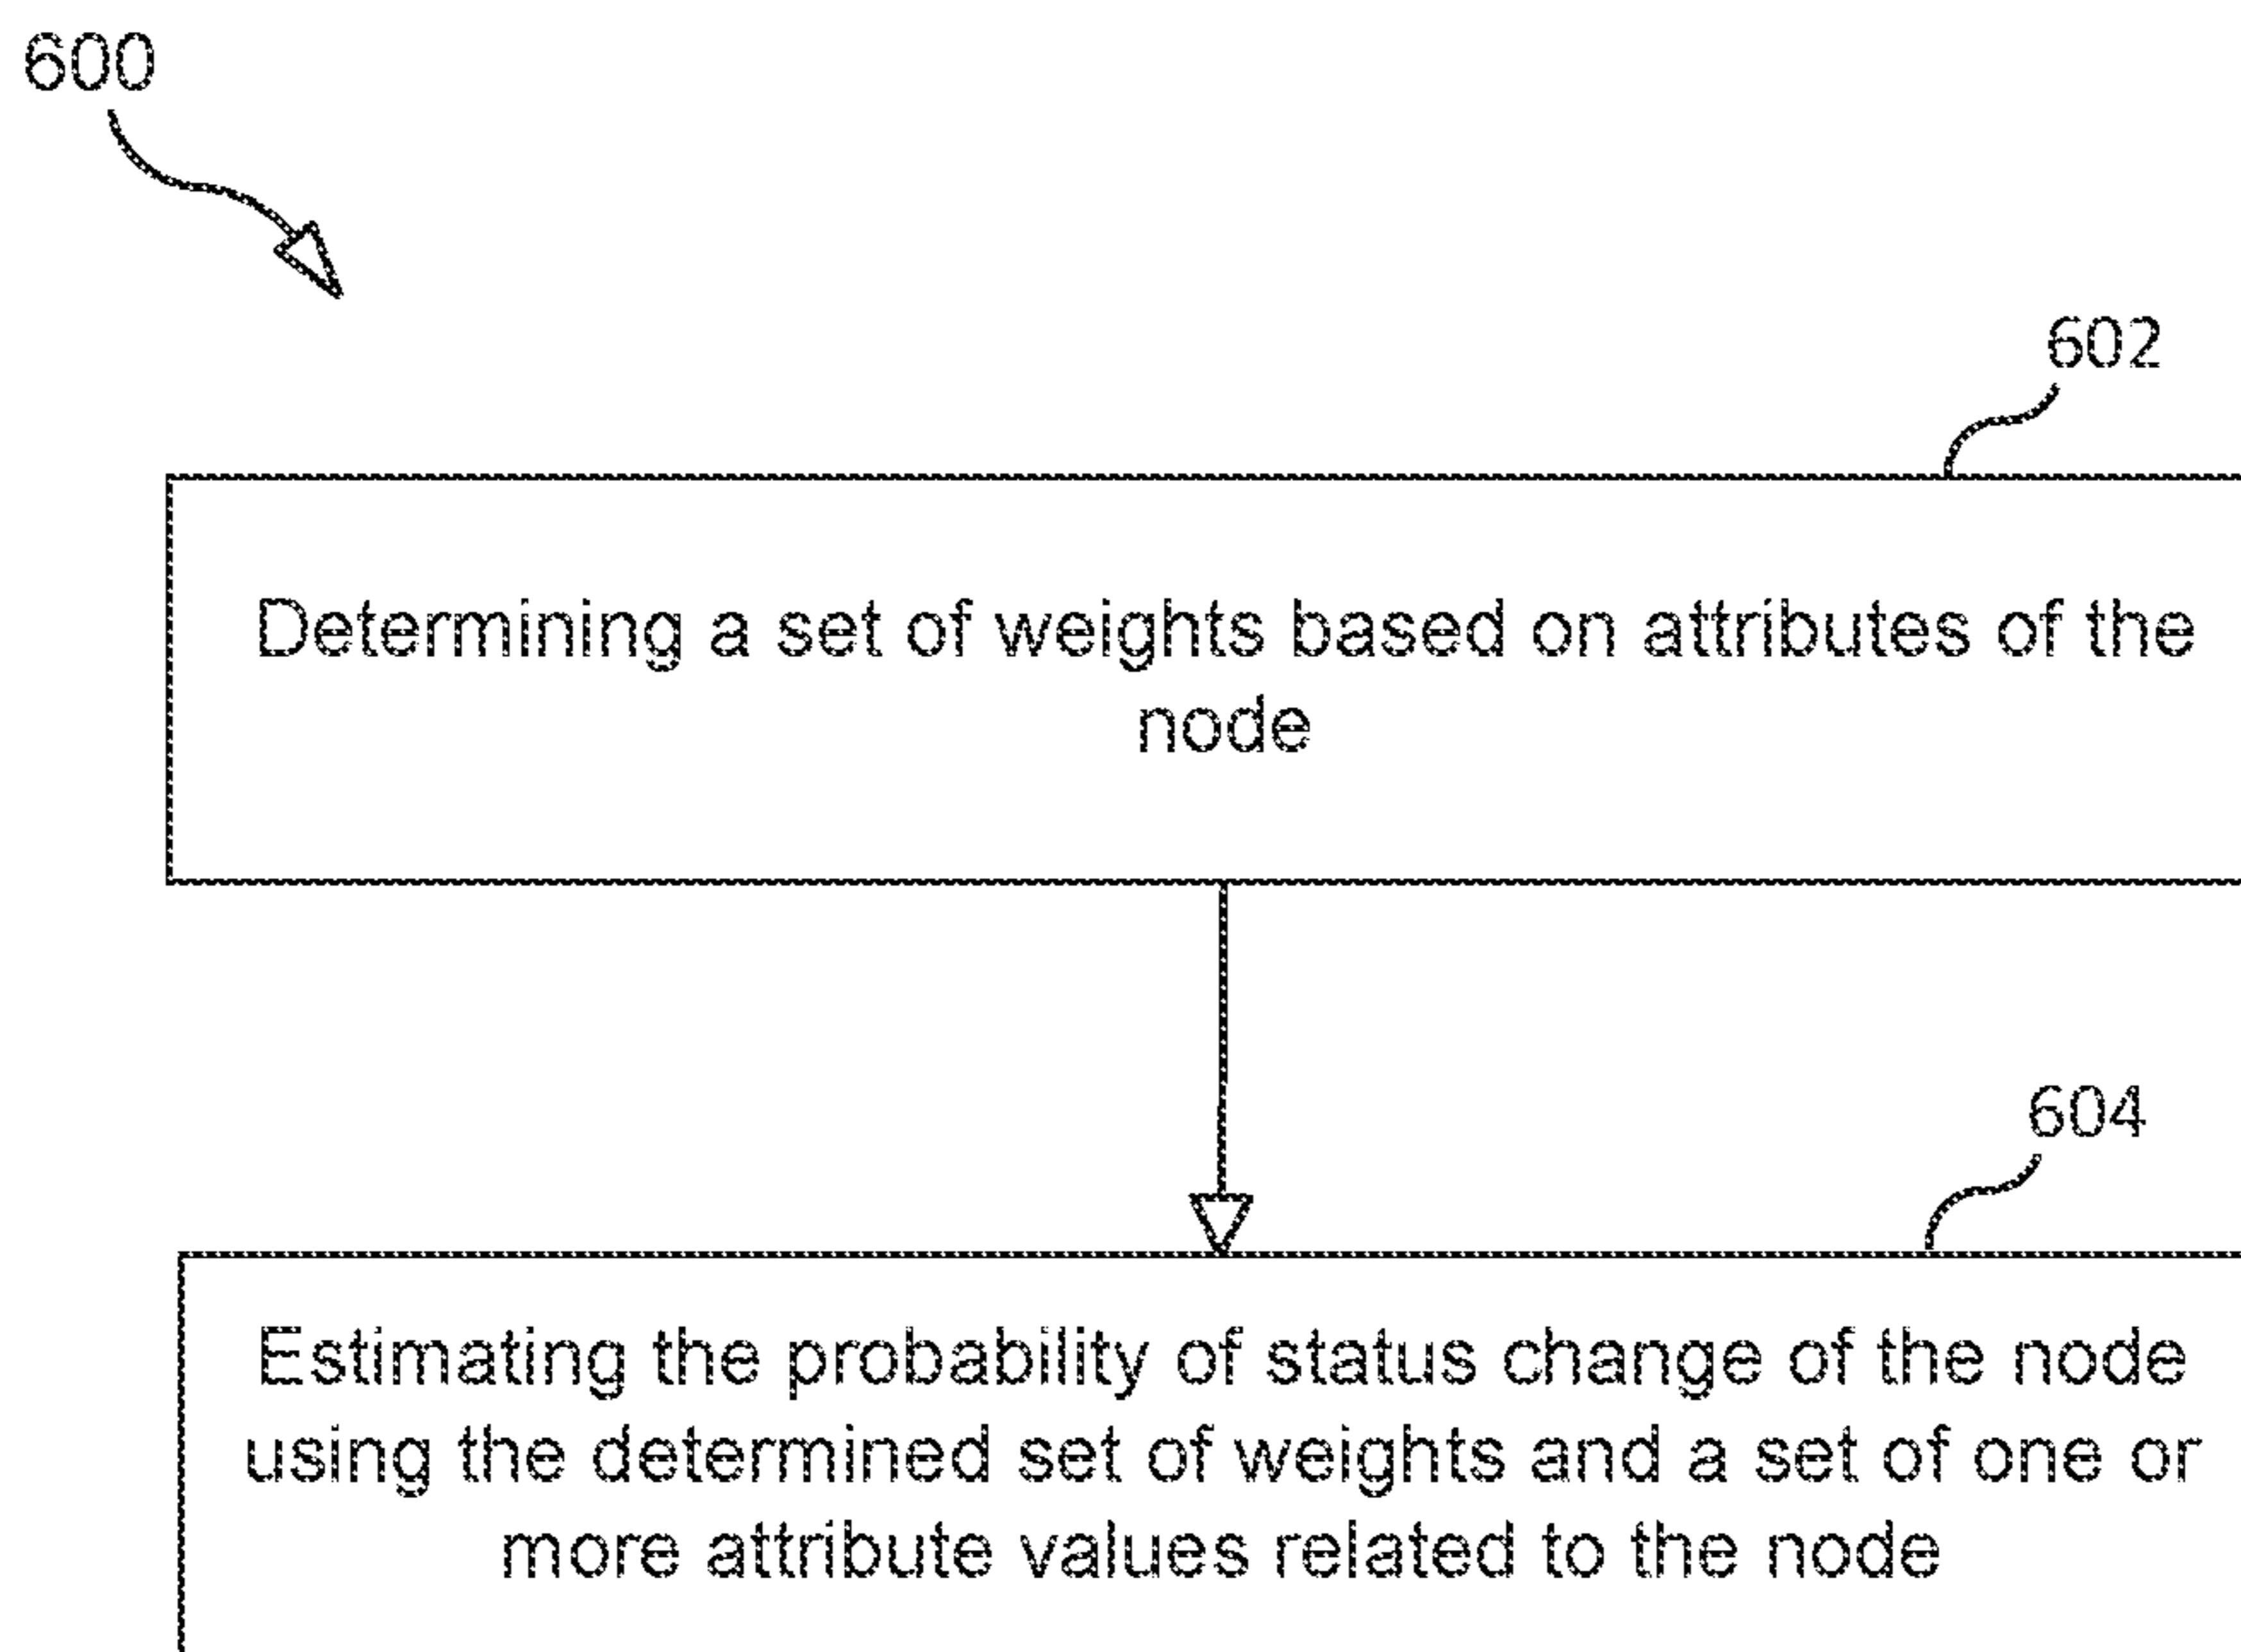 600
602
Determining a set of weights based on attributes of the
node
604
Estimating the probability of status change of the node
using the determined set of weights and a set of one or
more attribute values related to the node